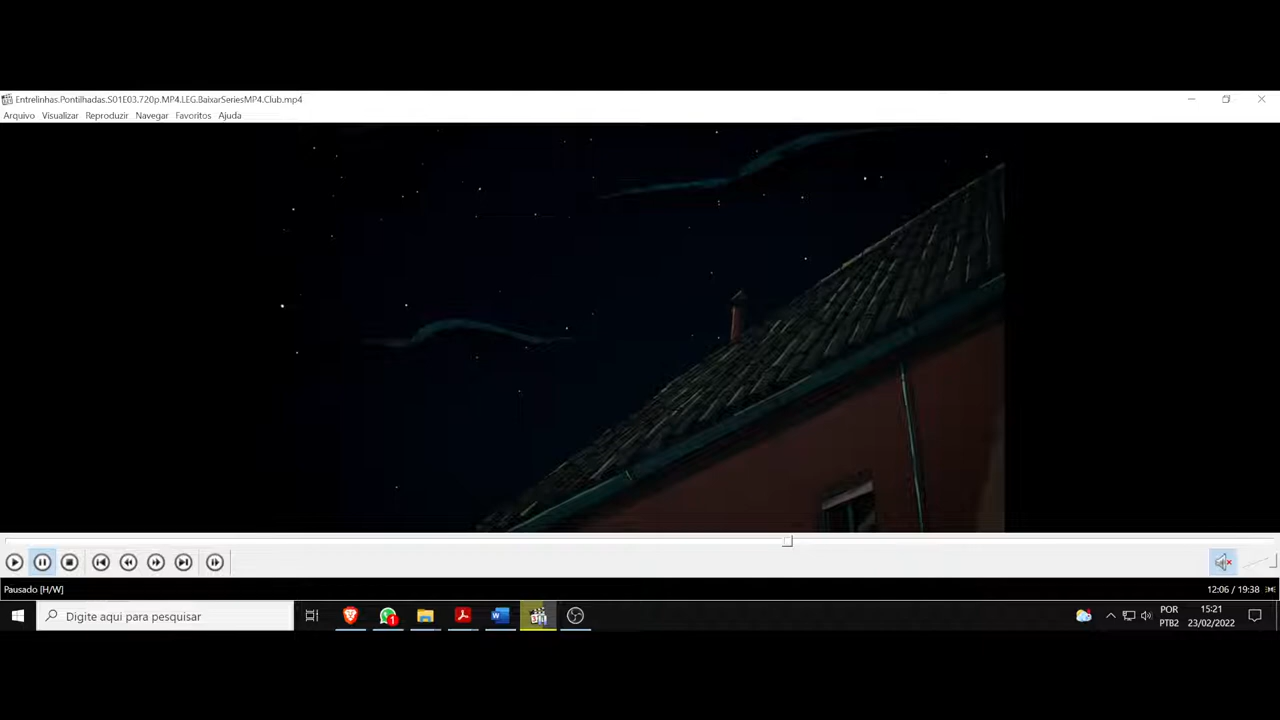 Entrelinhas.Pontilhadas.S01E03.720p.MP4.LEG.BaixarSeriesMP4.Club.mp4
Arquivo Visualizar Reproduzir Navegar Favoritos Ajuda
Pausado [H/W]
12:06 / 19:38
Digite aqui para pesquisar
1
W
POR
PTB2
15:21
23/02/2022